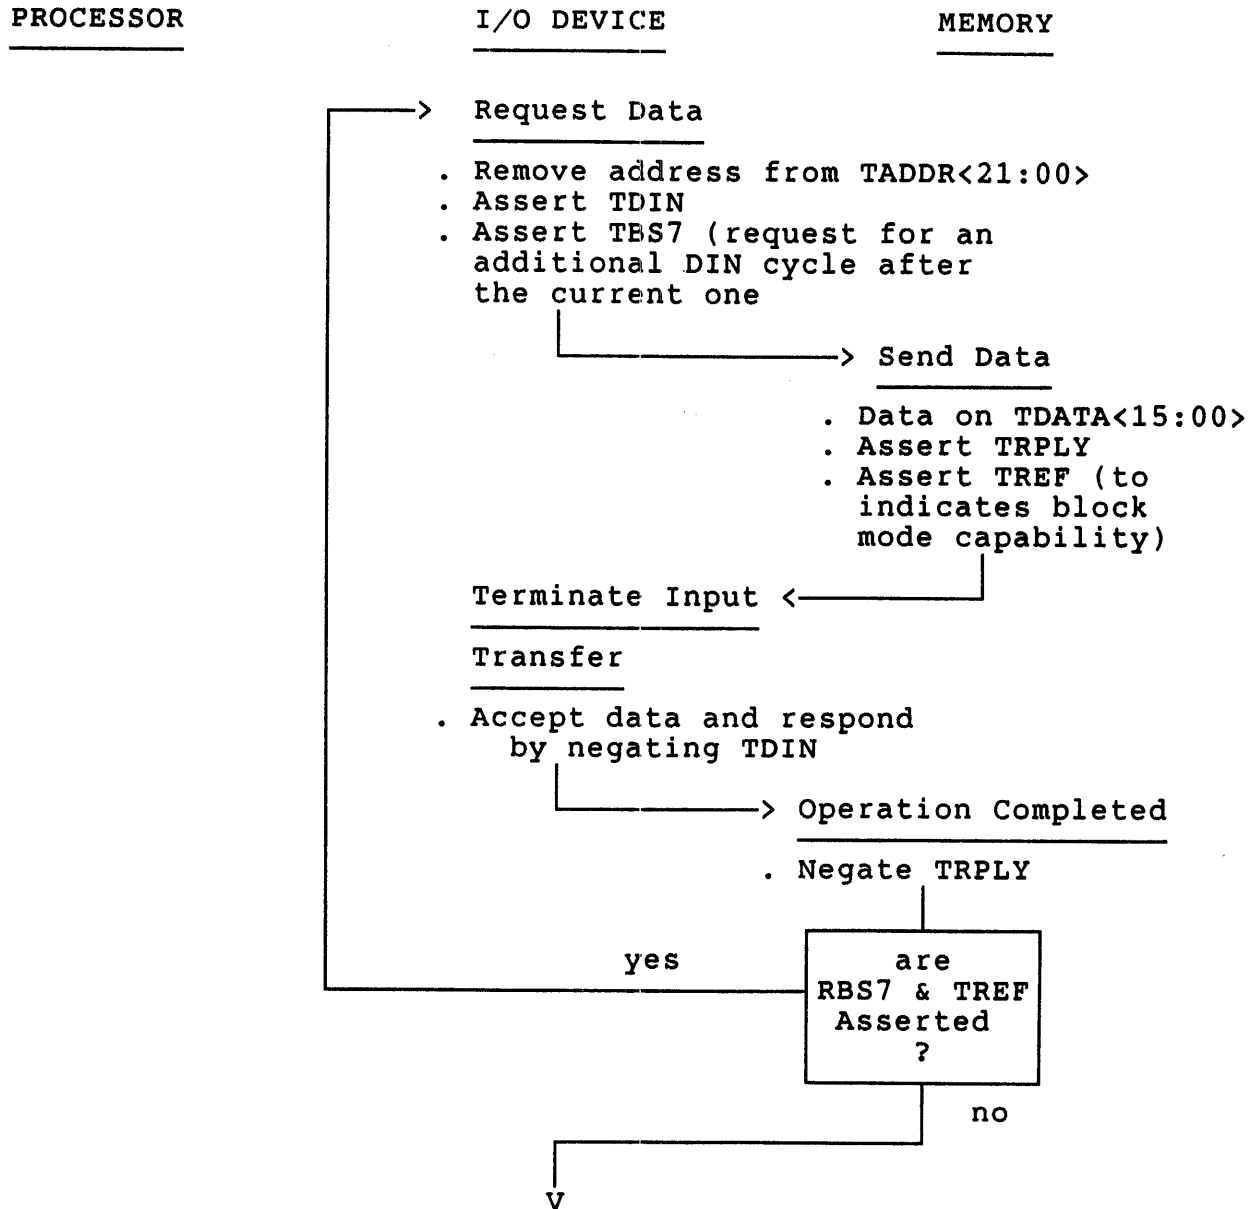 PROCESSOR I/O DEVICE MEMORY
Request Data
. Remove address from TADDR<21:00>
. Assert TDIN
. Assert TBS7 (request for an
additional DIN cycle after
the current one
Send Data
. Data on TDATA<15:00>
. Assert TRPLY
. Assert TREF (to
indicates block
mode capability)
Terminate Input
Transfer
. Accept data and respond
by negating TDIN
Operation Completed
. Negate TRPLY
yes
are
RBS7 & TREF
Asserted
?
no